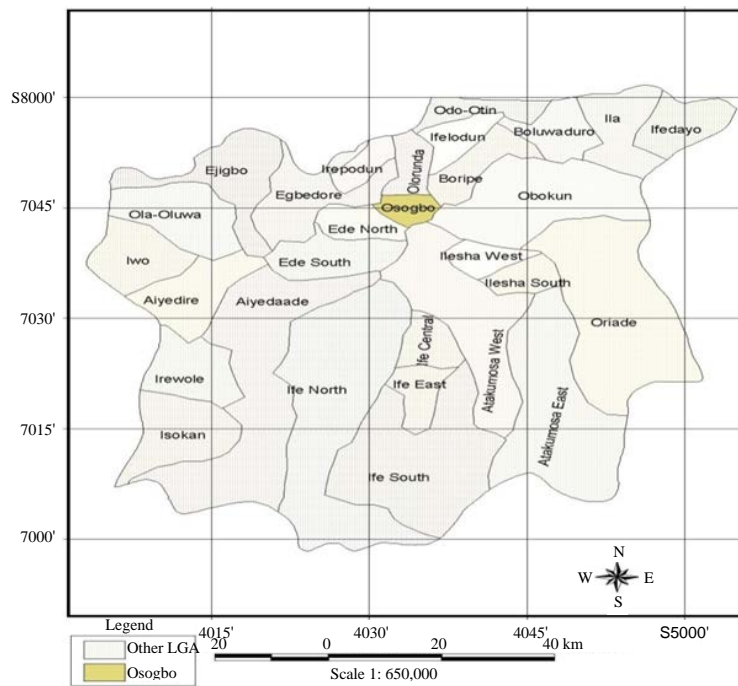 S8000'
Odo-Otin
Ila
Ifelodun
Boluwaduro
Ifedayo
Ejigbo
Irepodun
Olorunda
Boripe
Egbedore
Obokun
7045'
Ola-Oluwa
Osogbo
Ede North
Iwo
Ede South
Ilesha West
Ilesha South
Aiyedire
Aiyedaade
7030'
Oriade
Ife Central
Atakumosa West
Irewole
Ife North
Ife East
Atakumosa East
7015'
Isokan
Ife South
7000'
N
W E
S
Legend
4015' 4030' 4045' S5000'
Other LGA
20 0 20 40 km
Osogbo
Scale 1: 650,000